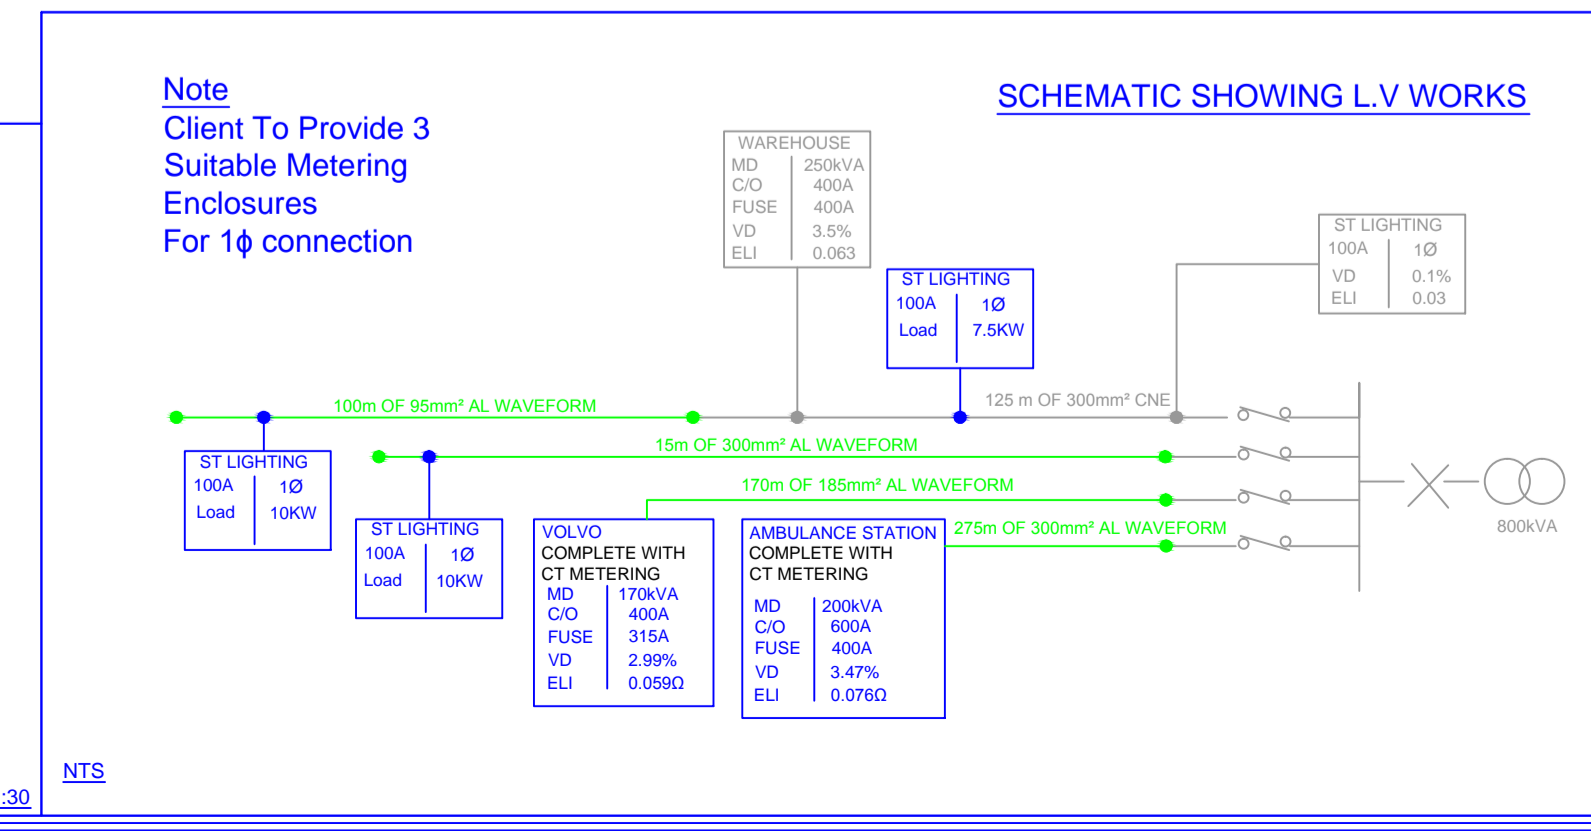 Note
Client To Provide 3
Suitable Metering
Enclosures
For 1ϕ connection
SCHEMATIC SHOWING L.V WORKS
WAREHOUSE
MD 250kVA
C/O 400A
FUSE 400A
VD 3.5%
ELI 0.063
ST LIGHTING
100A 1Ø
VD 0.1%
ELI 0.03
ST LIGHTING
100A 1Ø
Load 7.5KW
100m OF 95mm² AL WAVEFORM
125 m OF 300mm² CNE
15m OF 300mm² AL WAVEFORM
ST LIGHTING
100A 1Ø
Load 10KW
170m OF 185mm² AL WAVEFORM
ST LIGHTING
100A 1Ø
Load 10KW
VOLVO
COMPLETE WITH
CT METERING
MD 170kVA
C/O 400A
FUSE 315A
VD 2.99%
ELI 0.059Ω
AMBULANCE STATION
COMPLETE WITH
CT METERING
MD 200kVA
C/O 600A
FUSE 400A
VD 3.47%
ELI 0.076Ω
275m OF 300mm² AL WAVEFORM
800kVA
NTS
:30